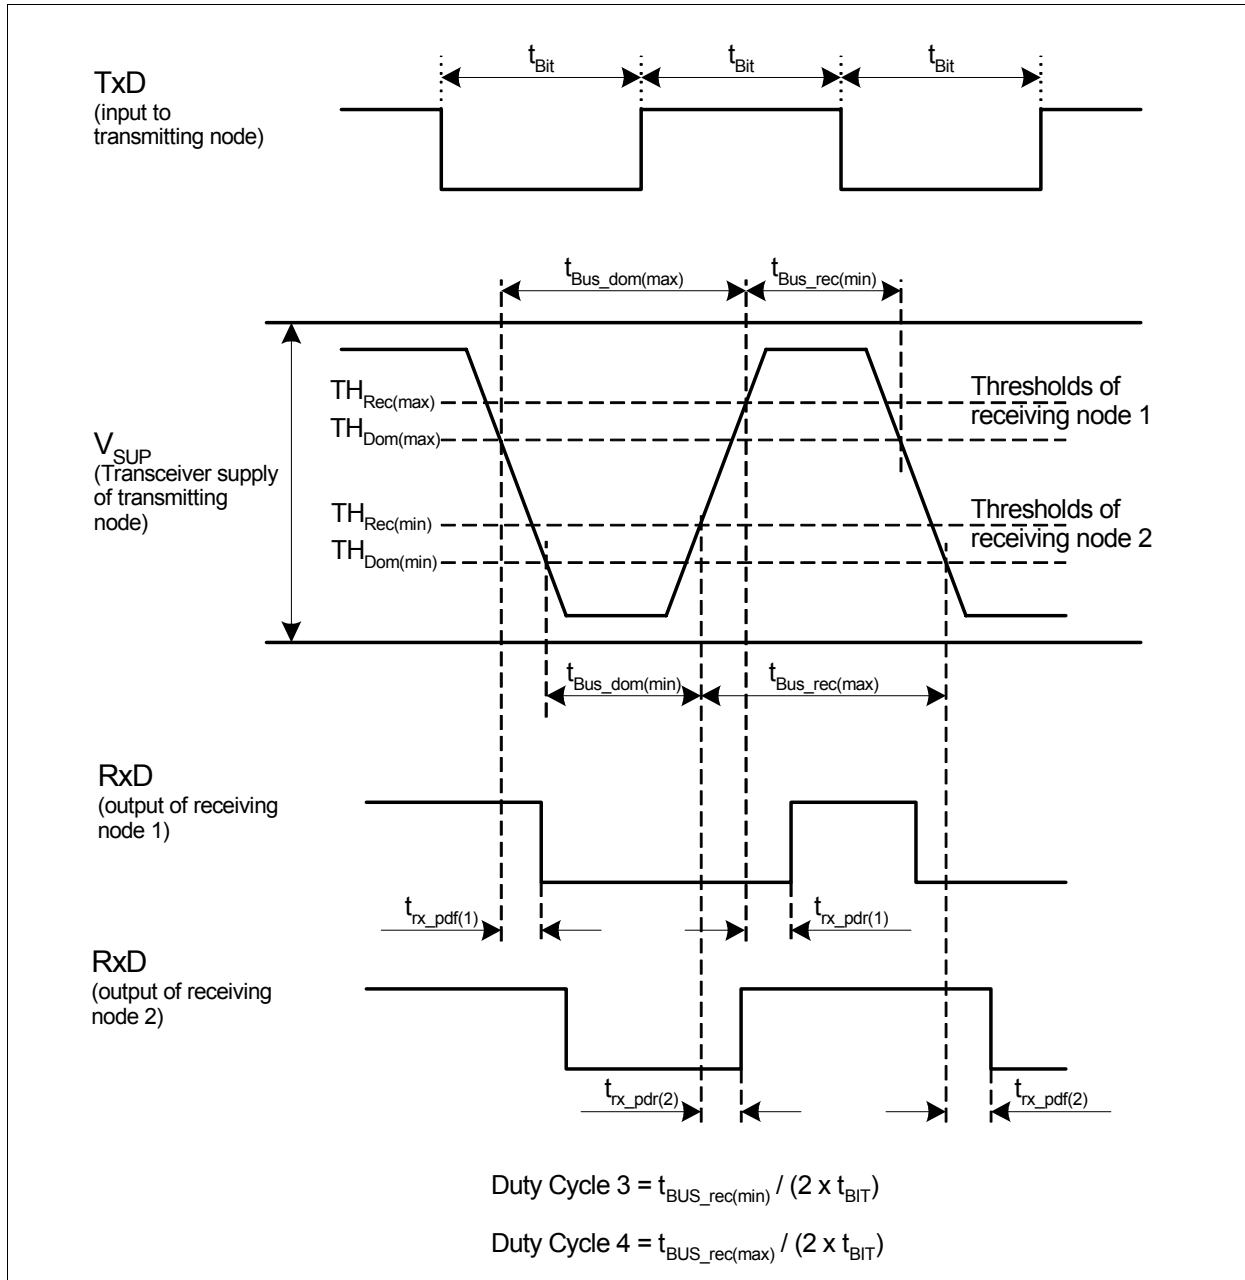 t_Bit t_Bit t_Bit
TxD
(input to
transmitting node)
t_Bus_dom(max) t_Bus_rec(min)
TH_Rec(max)
TH_Dom(max)
Thresholds of
receiving node 1
V_SUP
(Transceiver supply
of transmitting
node)
TH_Rec(min)
TH_Dom(min)
Thresholds of
receiving node 2
t_Bus_dom(min) t_Bus_rec(max)
RxD
(output of receiving
node 1)
t_rx_pdf(1) t_rx_pdr(1)
RxD
(output of receiving
node 2)
t_rx_pdr(2) t_rx_pdf(2)
Duty Cycle 3 = t_BUS_rec(min) / (2 x t_BIT)
Duty Cycle 4 = t_BUS_rec(max) / (2 x t_BIT)